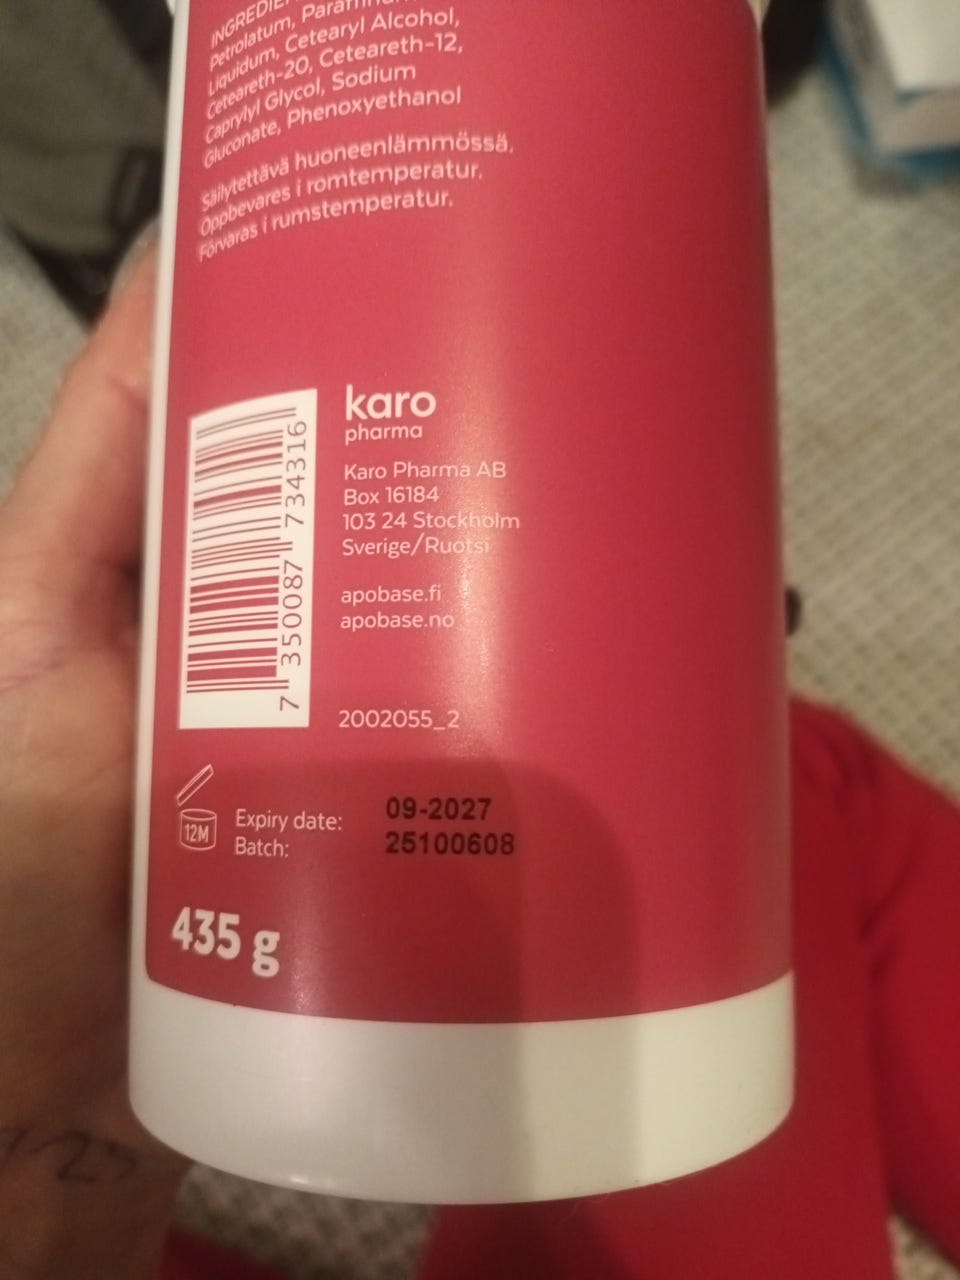 INGREDIE
Petrolatum, Paraffinum
Liquidum, Cetearyl Alcohol,
Ceteareth-20, Ceteareth-12,
Caprylyl Glycol, Sodium
Gluconate, Phenoxyethanol
Säilytettävä huoneenlämmössä.
Oppbevares i romtemperatur.
Förvaras i rumstemperatur.
7 350087 734316
karo
pharma
Karo Pharma AB
Box 16184
103 24 Stockholm
Sverige/Ruotsi
apobase.fi
apobase.no
2002055_2
12M
Expiry date: 09-2027
Batch: 25100608
435 g